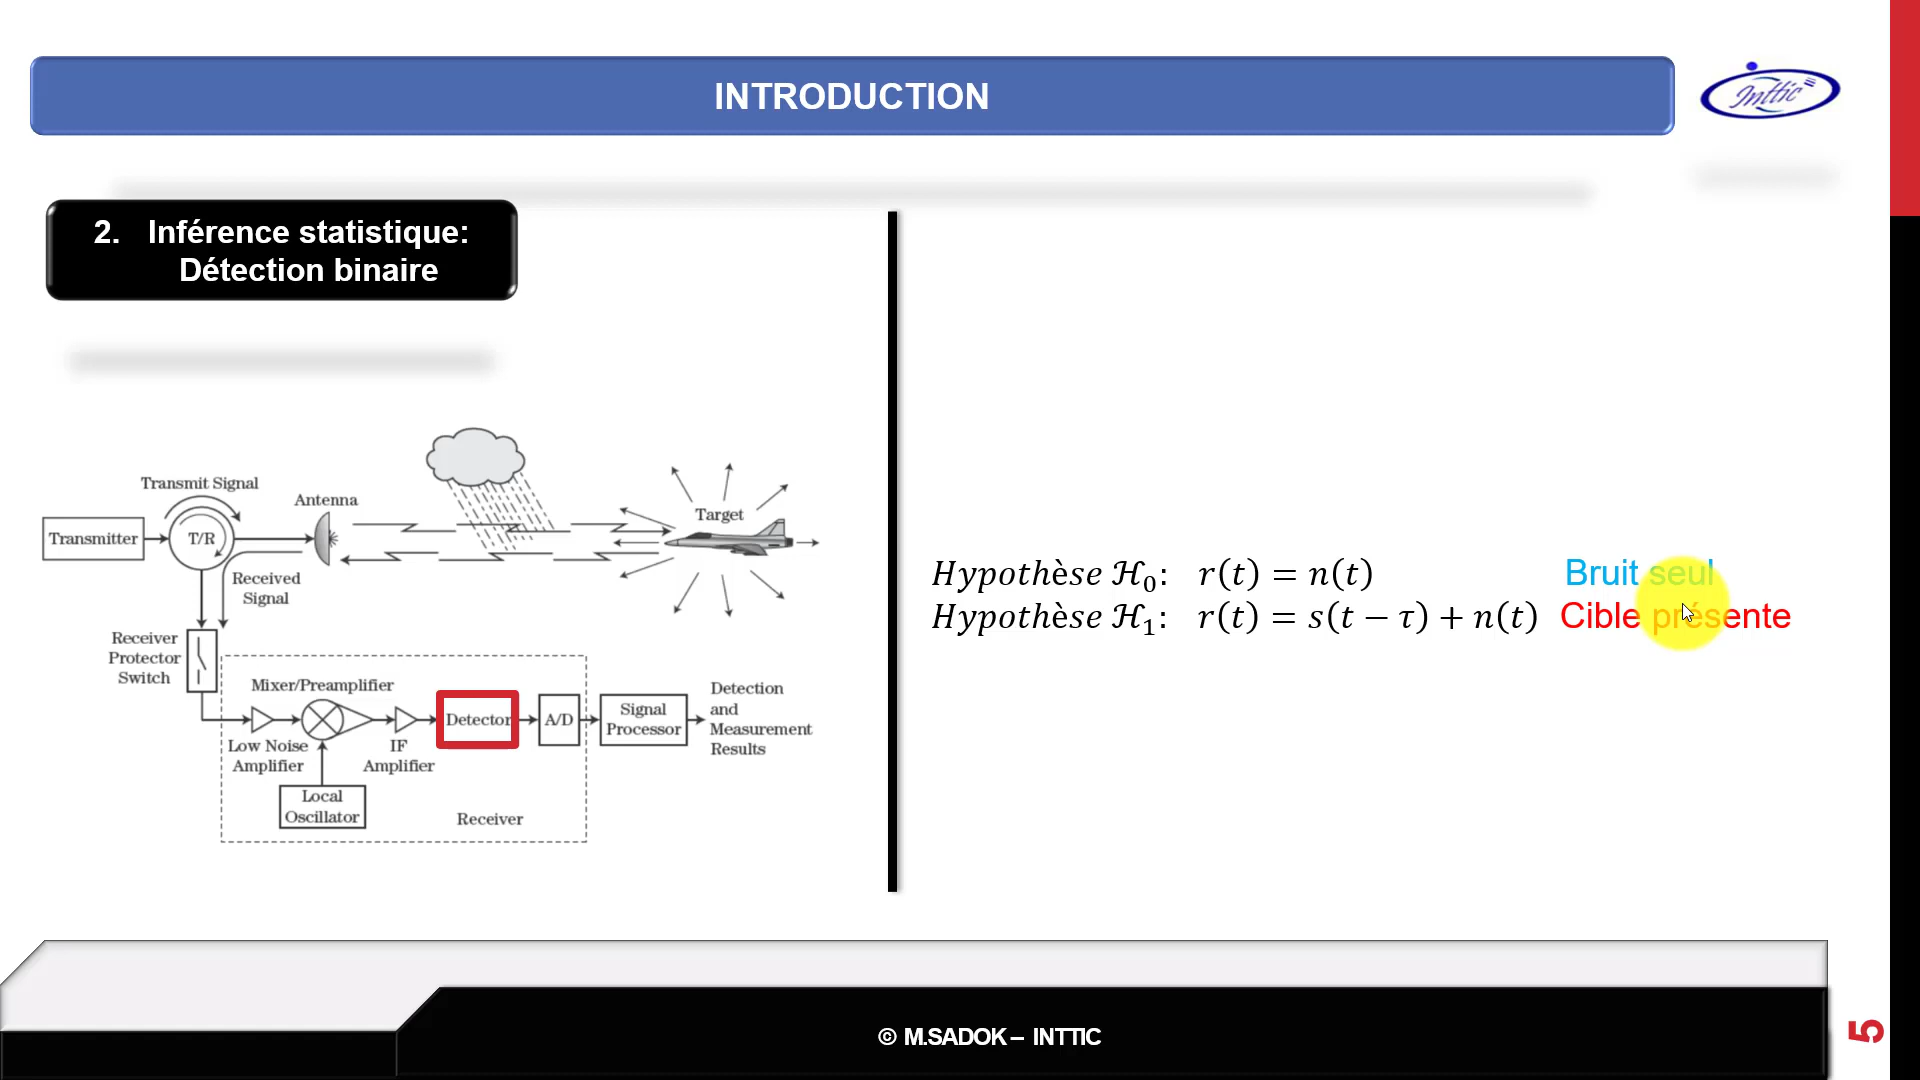 INTRODUCTION
Inttic
2. Inférence statistique:
Détection binaire
Transmit Signal
Antenna
Target
Transmitter
T/R
Received
Signal
Receiver
Protector
Switch
Mixer/Preamplifier
Detector
A/D
Signal
Processor
Detection
and
Measurement
Results
Low Noise
Amplifier
IF
Amplifier
Local
Oscillator
Receiver
Hypothèse ℋ₀: r(t) = n(t) Bruit seul
Hypothèse ℋ₁: r(t) = s(t − τ) + n(t) Cible présente
© M.SADOK – INTTIC
5